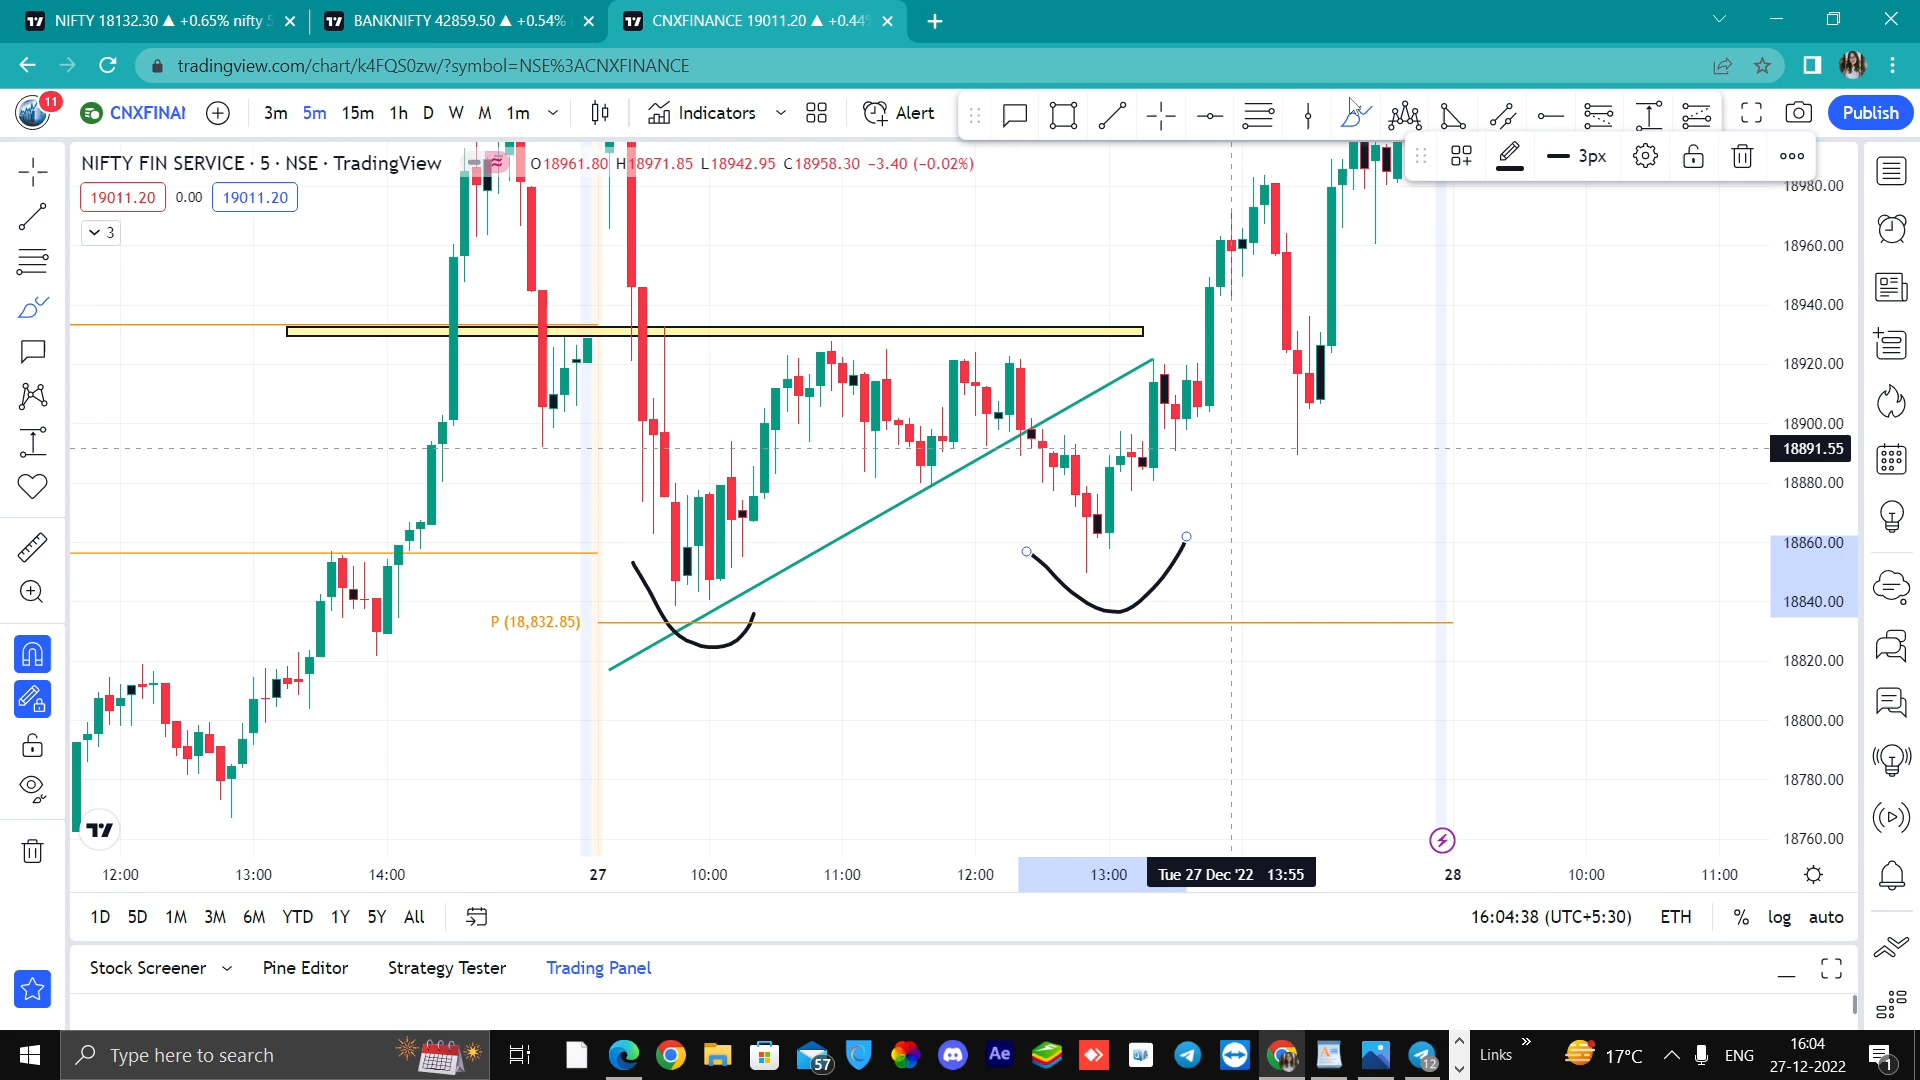 NIFTY 18132.30 ▲ +0.65% nifty 5
BANKNIFTY 42859.50 ▲ +0.54%
CNXFINANCE 19011.20 ▲ +0.44%
tradingview.com/chart/k4FQS0zw/?symbol=NSE%3ACNXFINANCE
11
CNXFINAN
3m 5m 15m 1h D W M 1m
Indicators
Alert
Publish
3px
NIFTY FIN SERVICE · 5 · NSE · TradingView
O18961.80 H18971.85 L18942.95 C18958.30 −3.40 (−0.02%)
19011.20 0.00 19011.20
3
18980.00
18960.00
18940.00
18920.00
18900.00
18891.55
18880.00
18860.00
18840.00
18820.00
18800.00
18780.00
18760.00
P (18,832.85)
12:00 13:00 14:00 27 10:00 11:00 12:00 13:00 Tue 27 Dec '22 13:55 28 10:00 11:00
1D 5D 1M 3M 6M YTD 1Y 5Y All
16:04:38 (UTC+5:30) ETH % log auto
Stock Screener Pine Editor Strategy Tester Trading Panel
Type here to search
57
Ae
12
Links
17°C
ENG
16:04
27-12-2022
1